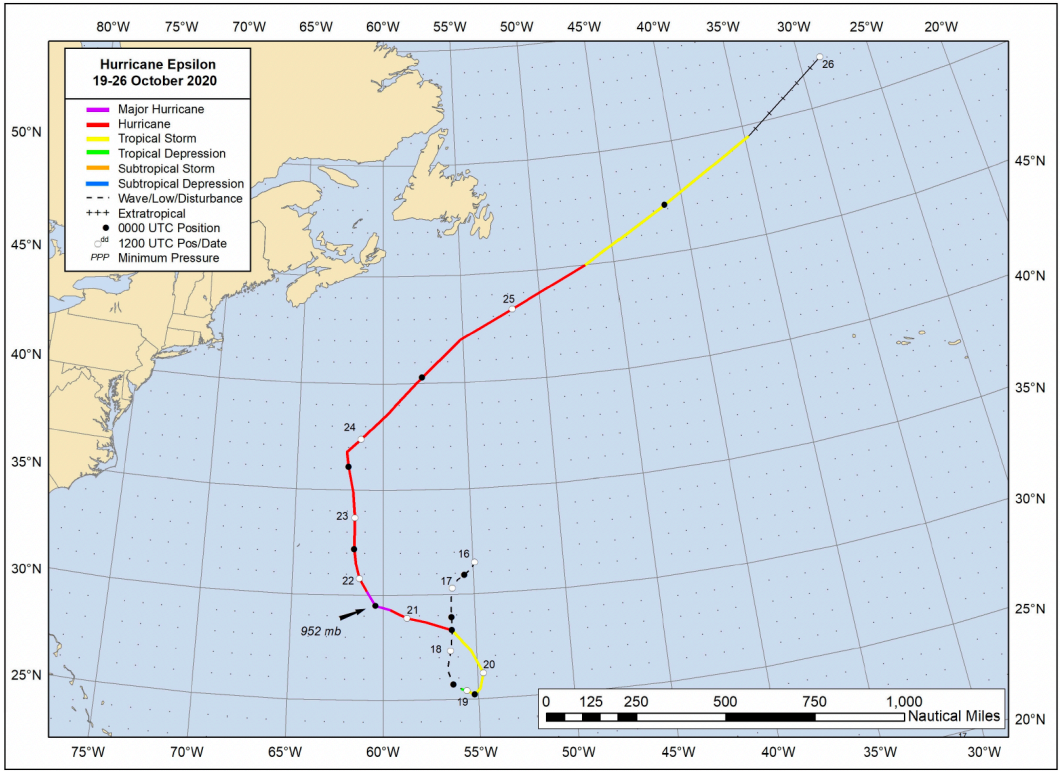 80°W 75°W 70°W 65°W 60°W 55°W 50°W 45°W 40°W 35°W 30°W 25°W 20°W
Hurricane Epsilon
19-26 October 2020
Major Hurricane
Hurricane
Tropical Storm
Tropical Depression
Subtropical Storm
Subtropical Depression
Wave/Low/Disturbance
+++ Extratropical
0000 UTC Position
dd 1200 UTC Pos/Date
PPP Minimum Pressure
26
50°N
45°N
45°N
40°N
25
40°N
35°N
24
35°N
30°N
23
16
30°N
22
17
25°N
21
952 mb
18
20
25°N
19
0 125 250 500 750 1,000
Nautical Miles
20°N
17
75°W 70°W 65°W 60°W 55°W 50°W 45°W 40°W 35°W 30°W